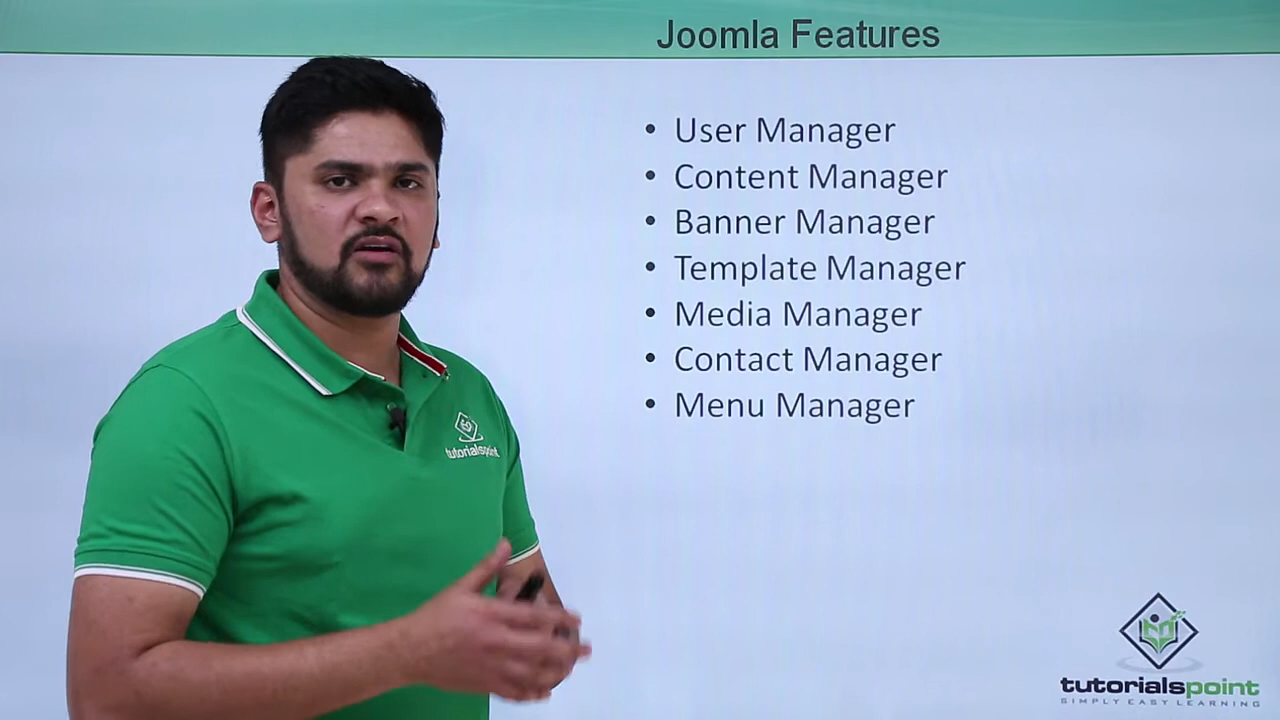 Joomla Features
• User Manager
• Content Manager
• Banner Manager
• Template Manager
• Media Manager
• Contact Manager
• Menu Manager
tutorialspoint
tutorialspoint
SIMPLY EASY LEARNING